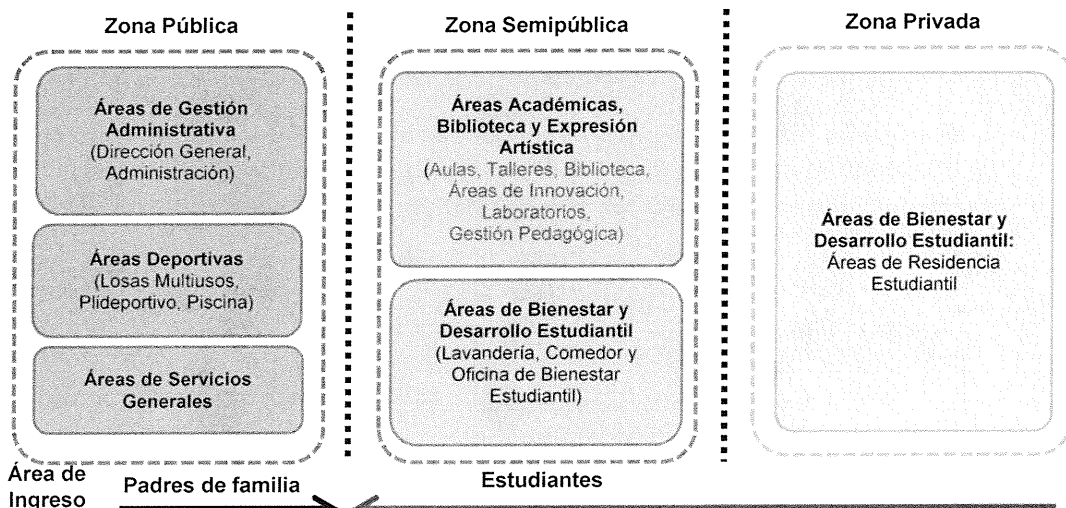 Zona Pública
Áreas de Gestión
Administrativa
(Dirección General,
Administración)
Áreas Deportivas
(Losas Multiusos,
Plideportivo, Piscina)
Áreas de Servicios
Generales
Zona Semipública
Áreas Académicas,
Biblioteca y Expresión
Artística
(Aulas, Talleres, Biblioteca,
Áreas de Innovación,
Laboratorios,
Gestión Pedagógica)
Áreas de Bienestar y
Desarrollo Estudiantil
(Lavandería, Comedor y
Oficina de Bienestar
Estudiantil)
Zona Privada
Áreas de Bienestar y
Desarrollo Estudiantil:
Áreas de Residencia
Estudiantil
Área de
Ingreso
Padres de familia
Estudiantes